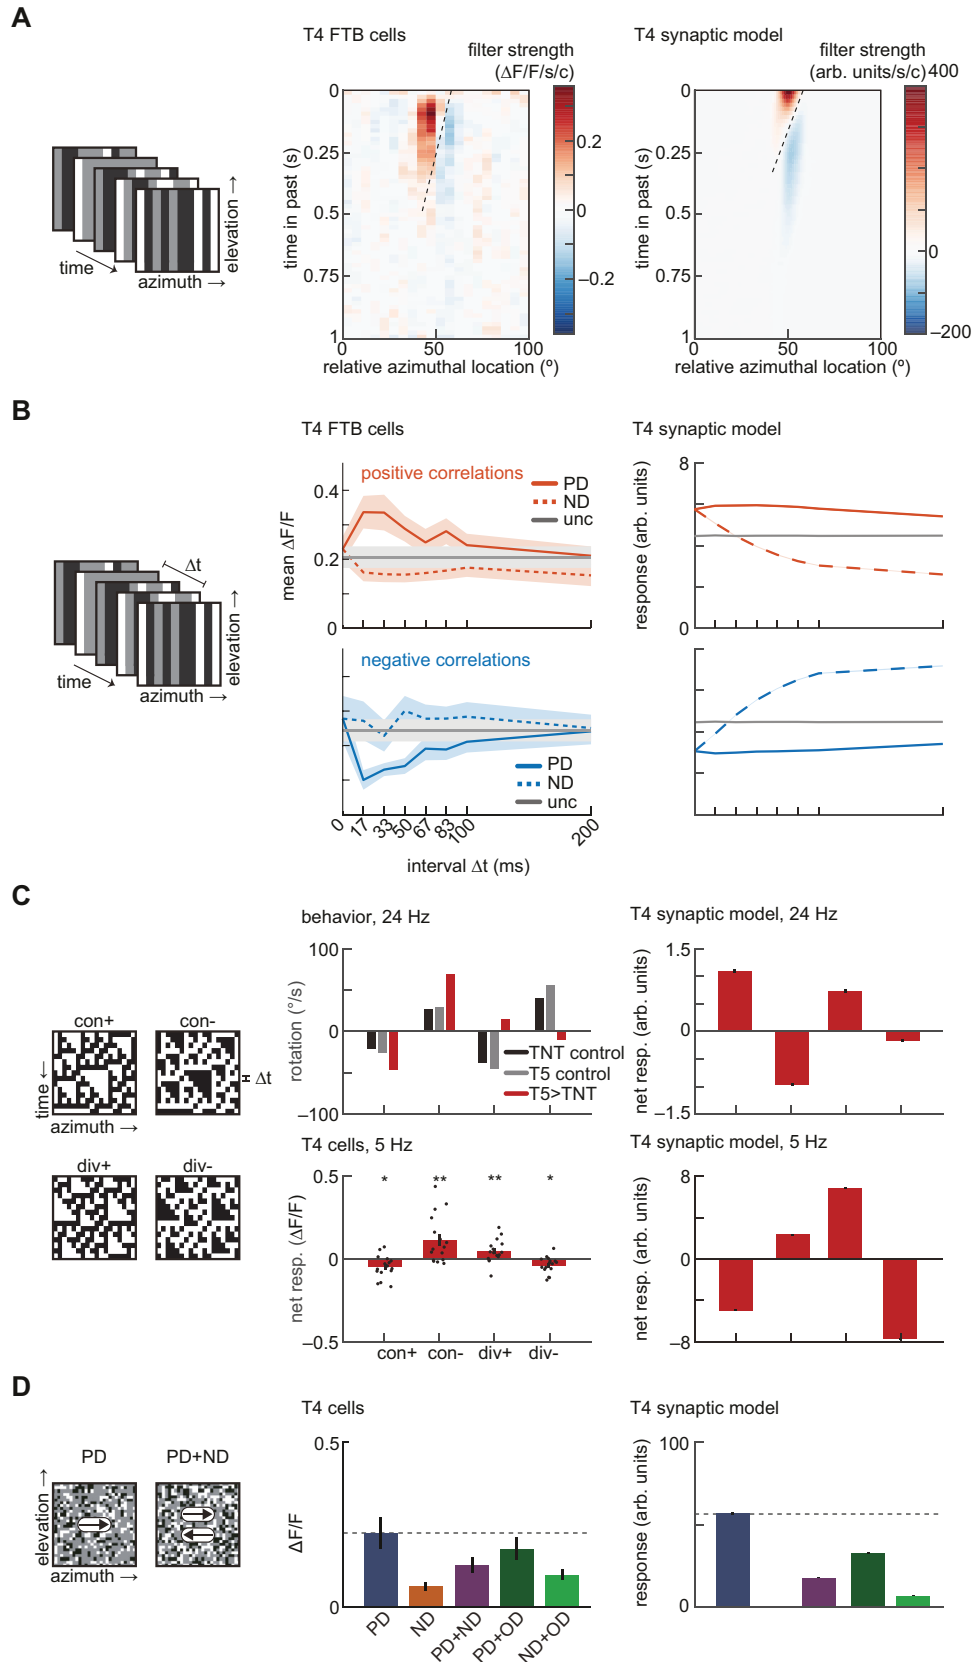 A
T4 FTB cells
filter strength
(ΔF/F/s/c)
T4 synaptic model
filter strength
(arb. units/s/c)
400
0
0.25
0.5
0.75
1
time in past (s)
0.2
0
−0.2
0
0.25
0.5
0.75
1
time in past (s)
0
−200
0
50
100
relative azimuthal location (º)
0
50
100
relative azimuthal location (º)
time
azimuth →
elevation →
B
T4 FTB cells
T4 synaptic model
positive correlations
PD
ND
unc
0.4
0.2
0
mean ΔF/F
8
0
response (arb. units)
Δt
time
azimuth →
elevation →
negative correlations
PD
ND
unc
0
17
33
50
67
83
100
200
interval Δt (ms)
C
behavior, 24 Hz
T4 synaptic model, 24 Hz
100
0
−100
rotation (°/s)
TNT control
T5 control
T5>TNT
1.5
0
−1.5
net resp. (arb. units)
con+
con-
Δt
time ←
azimuth →
div+
div-
T4 cells, 5 Hz
T4 synaptic model, 5 Hz
0.5
0
−0.5
net resp. (ΔF/F)
*
**
**
*
con+
con-
div+
div-
8
0
−8
net resp. (arb. units)
D
T4 cells
T4 synaptic model
PD
PD+ND
elevation →
azimuth →
0.5
0
ΔF/F
PD
ND
PD+ND
PD+OD
ND+OD
100
0
response (arb. units)